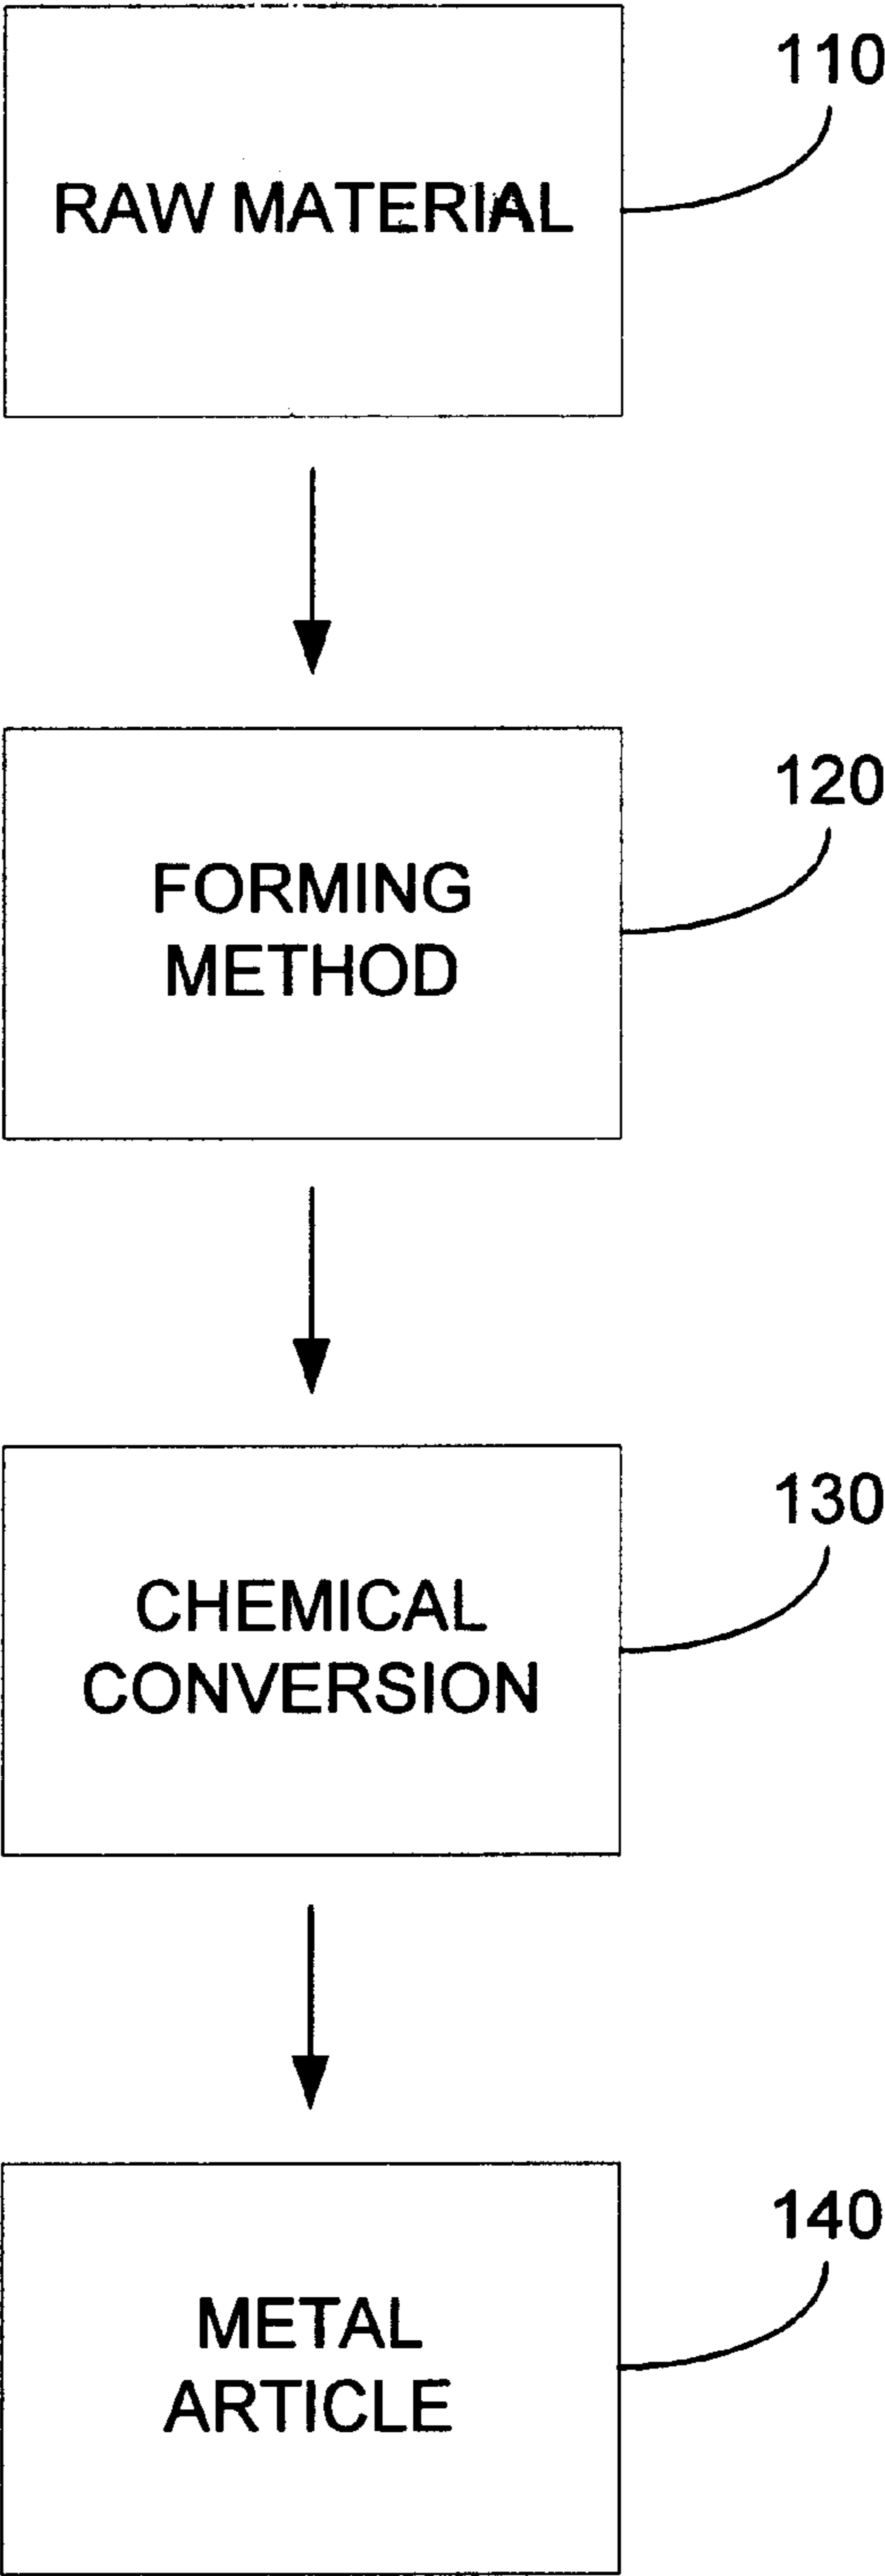 110
RAW MATERIAL
120
FORMING
METHOD
130
CHEMICAL
CONVERSION
140
METAL
ARTICLE